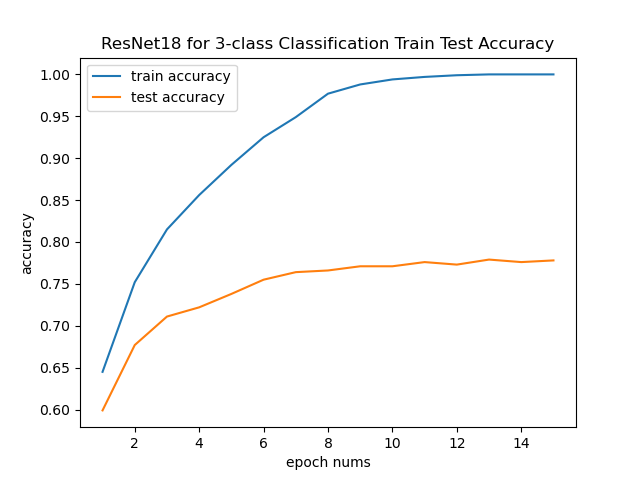 ResNet18 for 3-class Classification Train Test Accuracy
train accuracy
test accuracy
1.00
0.95
0.90
0.85
0.80
0.75
0.70
0.65
0.60
accuracy
2 4 6 8 10 12 14
epoch nums